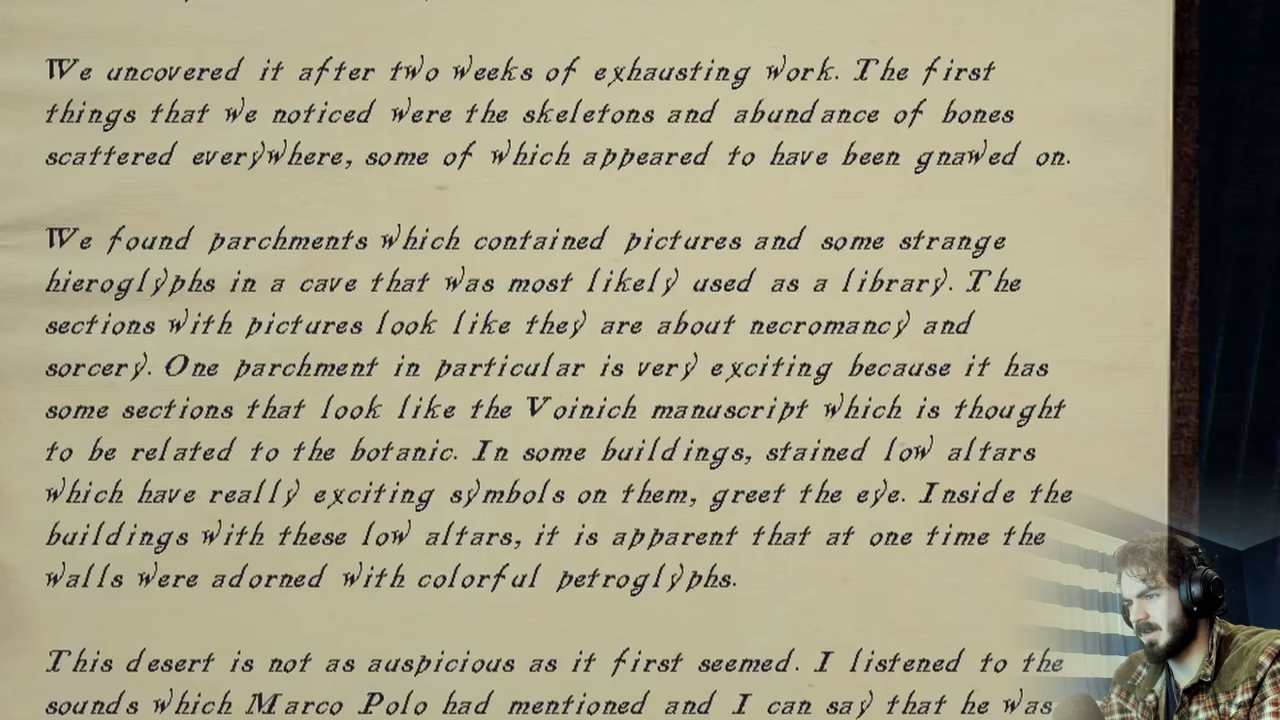 We uncovered it after two weeks of exhausting work. The first
things that we noticed were the skeletons and abundance of bones
scattered everywhere, some of which appeared to have been gnawed on.
We found parchments which contained pictures and some strange
hieroglyphs in a cave that was most likely used as a library. The
sections with pictures look like they are about necromancy and
sorcery. One parchment in particular is very exciting because it has
some sections that look like the Voinich manuscript which is thought
to be related to the botanic. In some buildings, stained low altars
which have really exciting symbols on them, greet the eye. Inside the
buildings with these low altars, it is apparent that at one time the
walls were adorned with colorful petroglyphs.
This desert is not as auspicious as it first seemed. I listened to the
sounds which Marco Polo had mentioned and I can say that he was